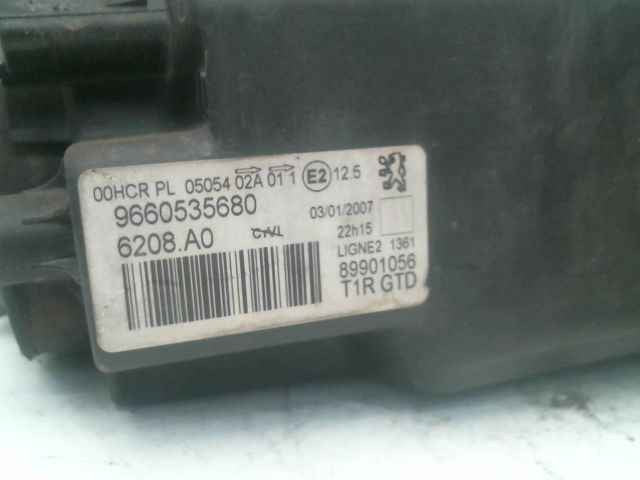 00HCR PL 05054 02A 01 1 E2 12.5
9660535680 03/01/2007
6208.A0 22h15
LIGNE2 1361
89901056
T1R GTD